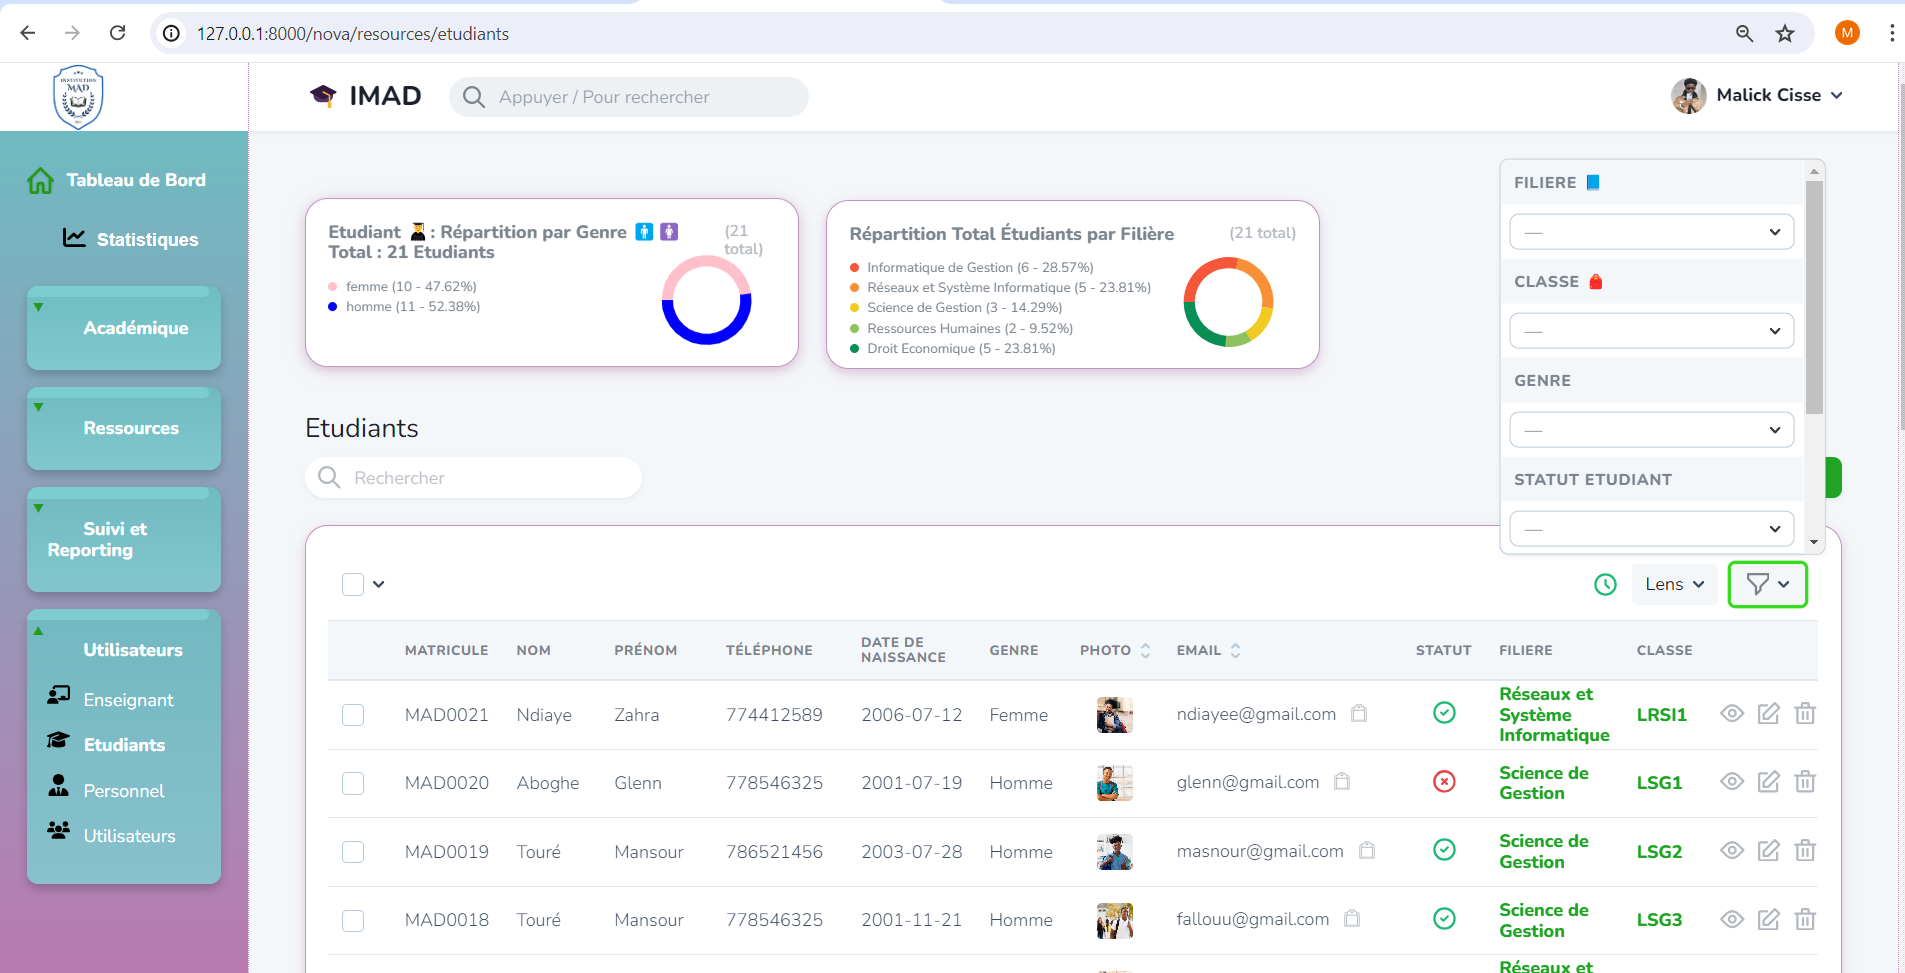 127.0.0.1:8000/nova/resources/etudiants
M
INSTITUTION
MAD
IMAD
Appuyer / Pour rechercher
Malick Cisse
Tableau de Bord
Statistiques
Académique
Ressources
Suivi et
Reporting
Utilisateurs
Enseignant
Etudiants
Personnel
Utilisateurs
Etudiant : Répartition par Genre
Total : 21 Etudiants
(21
total)
femme (10 - 47.62%)
homme (11 - 52.38%)
Répartition Total Étudiants par Filière
(21 total)
Informatique de Gestion (6 - 28.57%)
Réseaux et Système Informatique (5 - 23.81%)
Science de Gestion (3 - 14.29%)
Ressources Humaines (2 - 9.52%)
Droit Economique (5 - 23.81%)
FILIERE
—
CLASSE
—
GENRE
—
STATUT ETUDIANT
—
Etudiants
Rechercher
Lens
MATRICULE NOM PRÉNOM TÉLÉPHONE DATE DE NAISSANCE GENRE PHOTO EMAIL STATUT FILIERE CLASSE
MAD0021 Ndiaye Zahra 774412589 2006-07-12 Femme ndiayee@gmail.com Réseaux et Système Informatique LRSI1
MAD0020 Aboghe Glenn 778546325 2001-07-19 Homme glenn@gmail.com Science de Gestion LSG1
MAD0019 Touré Mansour 786521456 2003-07-28 Homme masnour@gmail.com Science de Gestion LSG2
MAD0018 Touré Mansour 778546325 2001-11-21 Homme fallouu@gmail.com Science de Gestion LSG3
Réseaux et